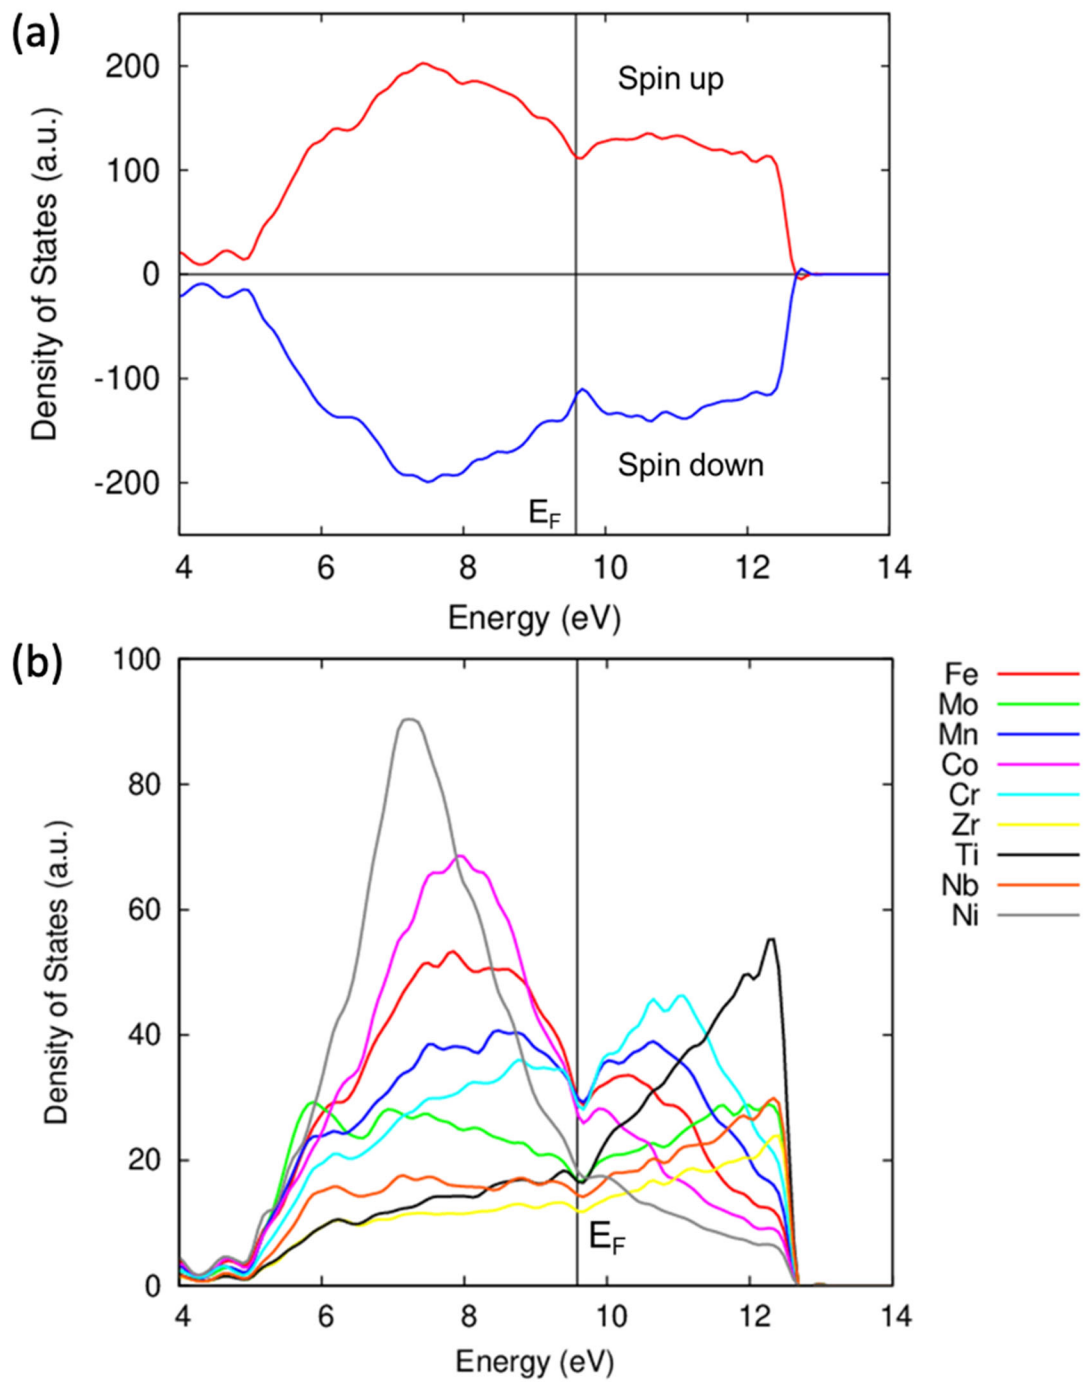 (a)
200
100
0
-100
-200
Density of States (a.u.)
Spin up
Spin down
E_F
4 6 8 10 12 14
Energy (eV)
(b)
100
80
60
40
20
0
Density of States (a.u.)
E_F
4 6 8 10 12 14
Energy (eV)
Fe
Mo
Mn
Co
Cr
Zr
Ti
Nb
Ni